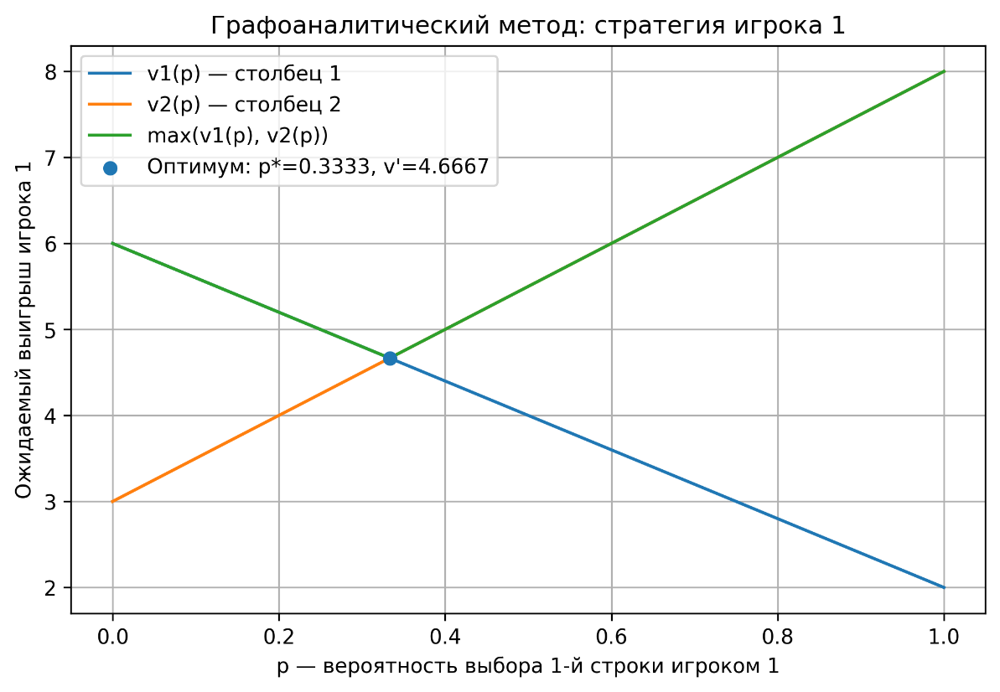 Графоаналитический метод: стратегия игрока 1
v1(p) — столбец 1
v2(p) — столбец 2
max(v1(p), v2(p))
Оптимум: p*=0.3333, v'=4.6667
Ожидаемый выигрыш игрока 1
8
7
6
5
4
3
2
0.0 0.2 0.4 0.6 0.8 1.0
p — вероятность выбора 1-й строки игроком 1